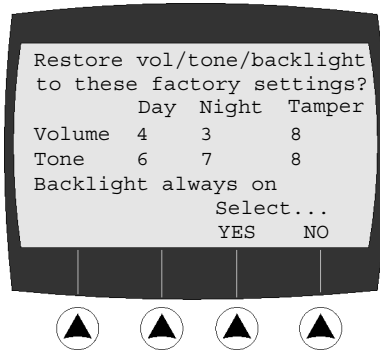 Restore vol/tone/backlight
to these factory settings?
Day Night Tamper
Volume 4 3 8
Tone 6 7 8
Backlight always on
Select...
YES NO